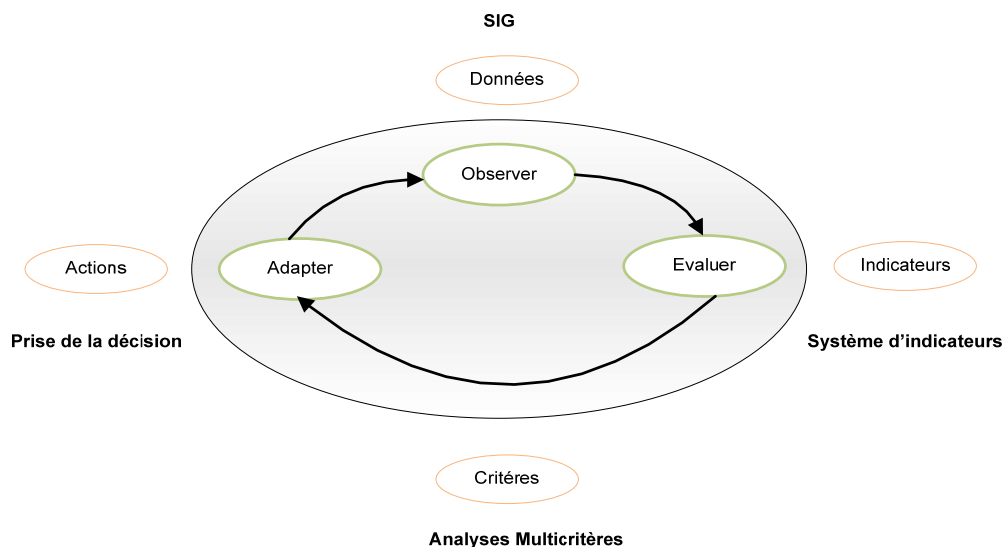 SIG
Données
Observer
Adapter
Evaluer
Actions
Indicateurs
Prise de la décision
Système d’indicateurs
Critéres
Analyses Multicritères